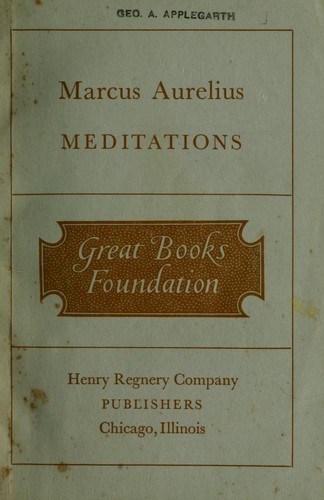 GEO. A. APPLEGARTH
Marcus Aurelius
MEDITATIONS
Great Books
Foundation
Henry Regnery Company
PUBLISHERS
Chicago, Illinois